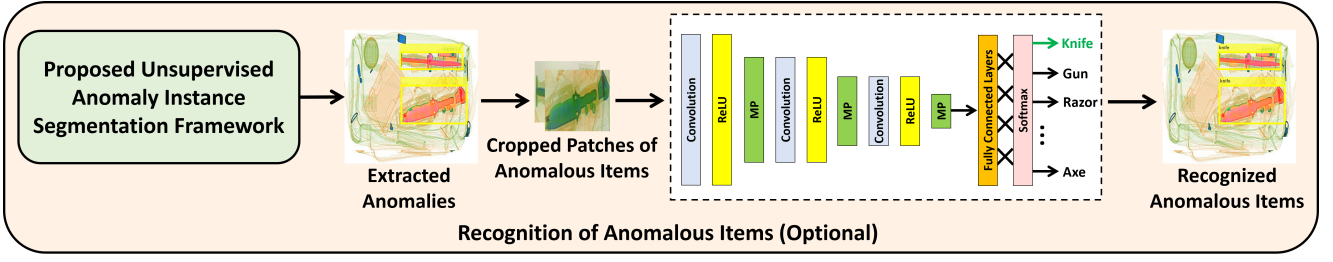 Proposed Unsupervised
Anomaly Instance
Segmentation Framework
Extracted
Anomalies
Cropped Patches of
Anomalous Items
Convolution
ReLU
MP
Convolution
ReLU
MP
Convolution
ReLU
MP
Fully Connected Layers
Softmax
Knife
Gun
Razor
Axe
knife
knife
Recognized
Anomalous Items
Recognition of Anomalous Items (Optional)